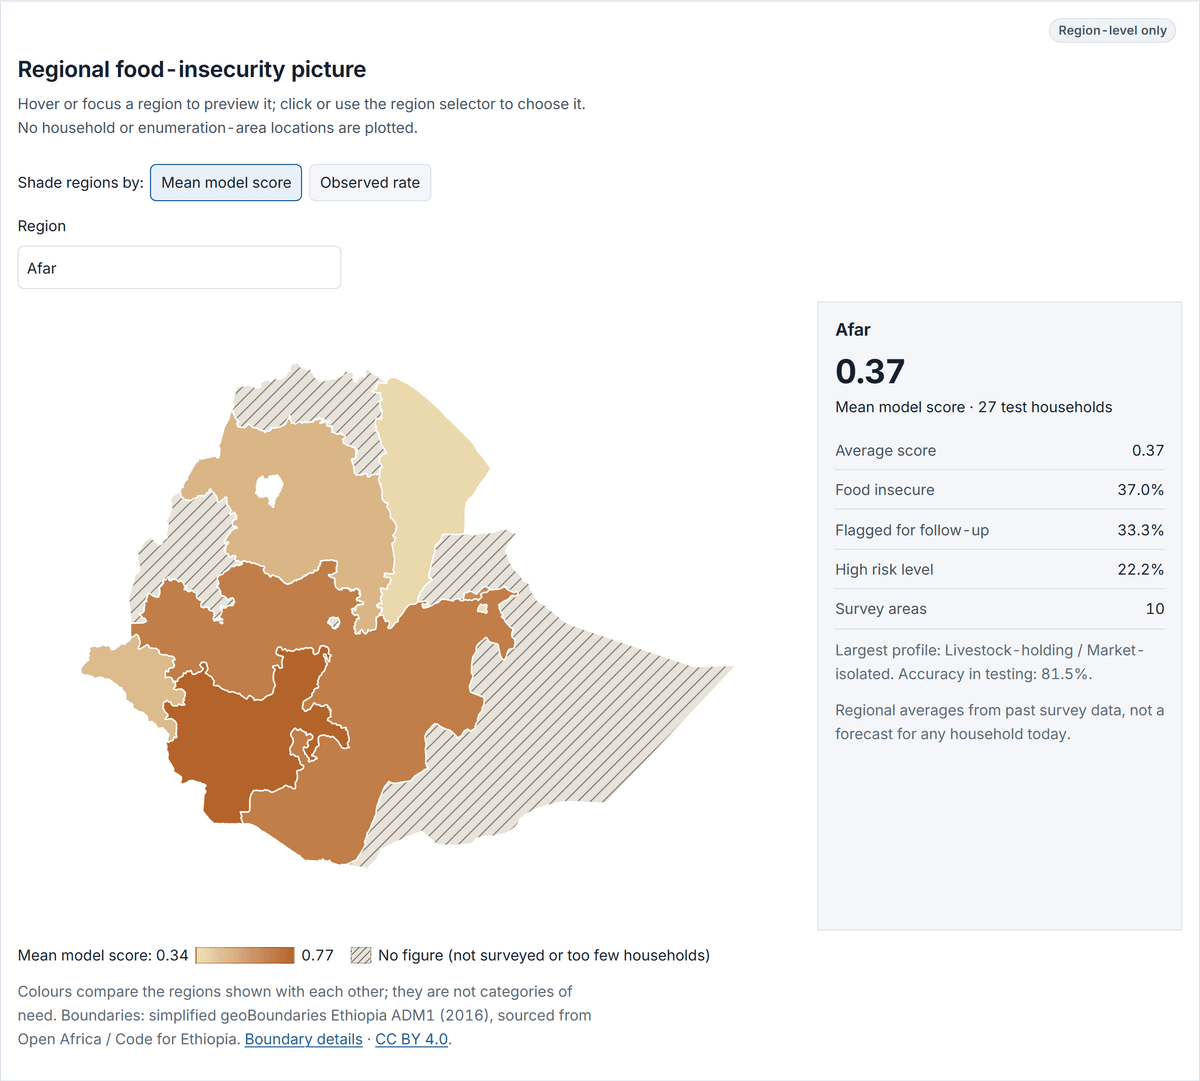 Region-level only
Regional food-insecurity picture
Hover or focus a region to preview it; click or use the region selector to choose it.
No household or enumeration-area locations are plotted.
Shade regions by: Mean model score Observed rate
Region
Afar
Afar
0.37
Mean model score · 27 test households
Average score 0.37
Food insecure 37.0%
Flagged for follow-up 33.3%
High risk level 22.2%
Survey areas 10
Largest profile: Livestock-holding / Market-
isolated. Accuracy in testing: 81.5%.
Regional averages from past survey data, not a
forecast for any household today.
Mean model score: 0.34 0.77 No figure (not surveyed or too few households)
Colours compare the regions shown with each other; they are not categories of
need. Boundaries: simplified geoBoundaries Ethiopia ADM1 (2016), sourced from
Open Africa / Code for Ethiopia. Boundary details · CC BY 4.0.